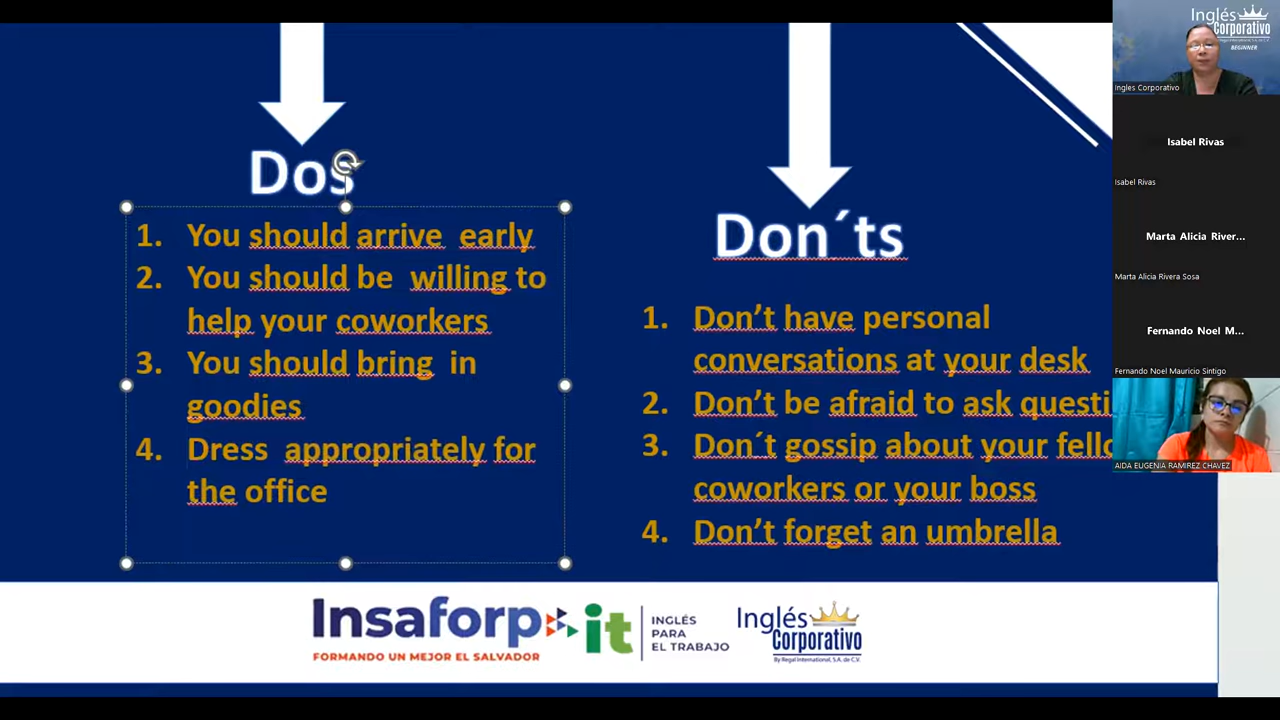 Dos
1. You should arrive early
2. You should be willing to
help your coworkers
3. You should bring in
goodies
4. Dress appropriately for
the office
Don´ts
1. Don't have personal
conversations at your desk
2. Don't be afraid to ask
3. Don´t gossip about your
coworkers or your boss
4. Don't forget an umbrella
Insaforp it
FORMANDO UN MEJOR EL SALVADOR
INGLÉS
PARA
EL TRABAJO
Inglés
Corporativo
By Regal International, S.A. de C.V.
Inglés
Corporativo
BEGINNER
Ingles Corporativo
Isabel Rivas
Isabel Rivas
Marta Alicia River...
Marta Alicia Rivera Sosa
Fernando Noel M...
Fernando Noel Mauricio Sintigo
AIDA EUGENIA RAMIREZ CHAVEZ